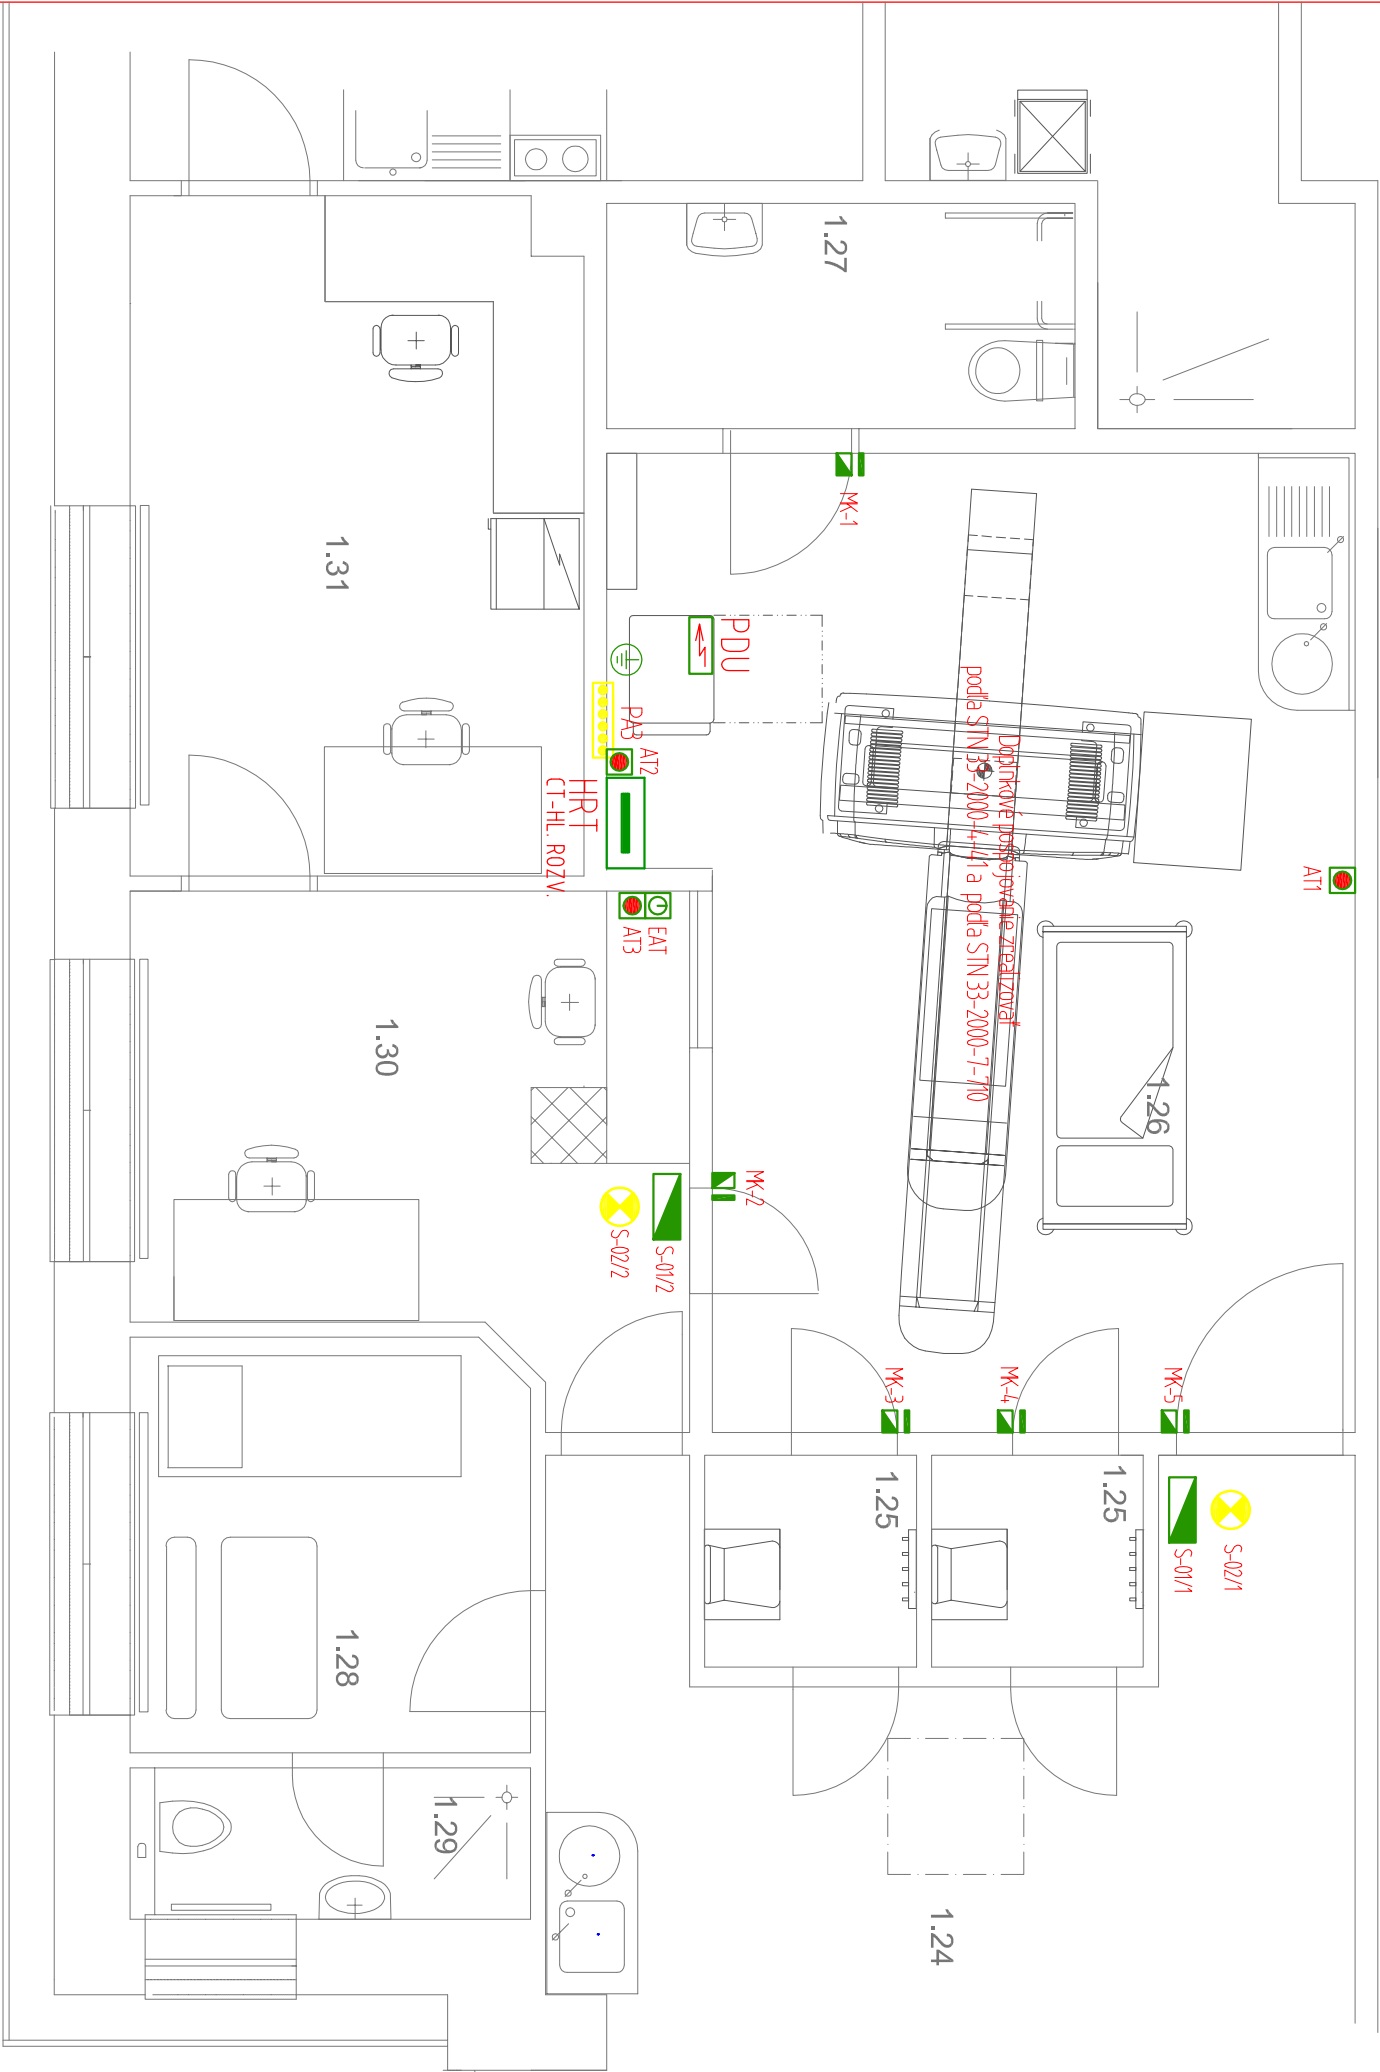 1.27
MK-1
1.31
PDU
PA3
AT2
HRT
CT-HL. ROZV.
Doplnkové pospojovanie zrealizovať
podľa STN 33-2000-4-41 a podľa STN 33-2000-7-710
AT1
EAT
AT3
1.30
1.26
MK-2
S-01/2
S-02/2
MK-3
MK-4
MK-5
1.25
1.25
S-02/1
S-01/1
1.28
1.29
1.24